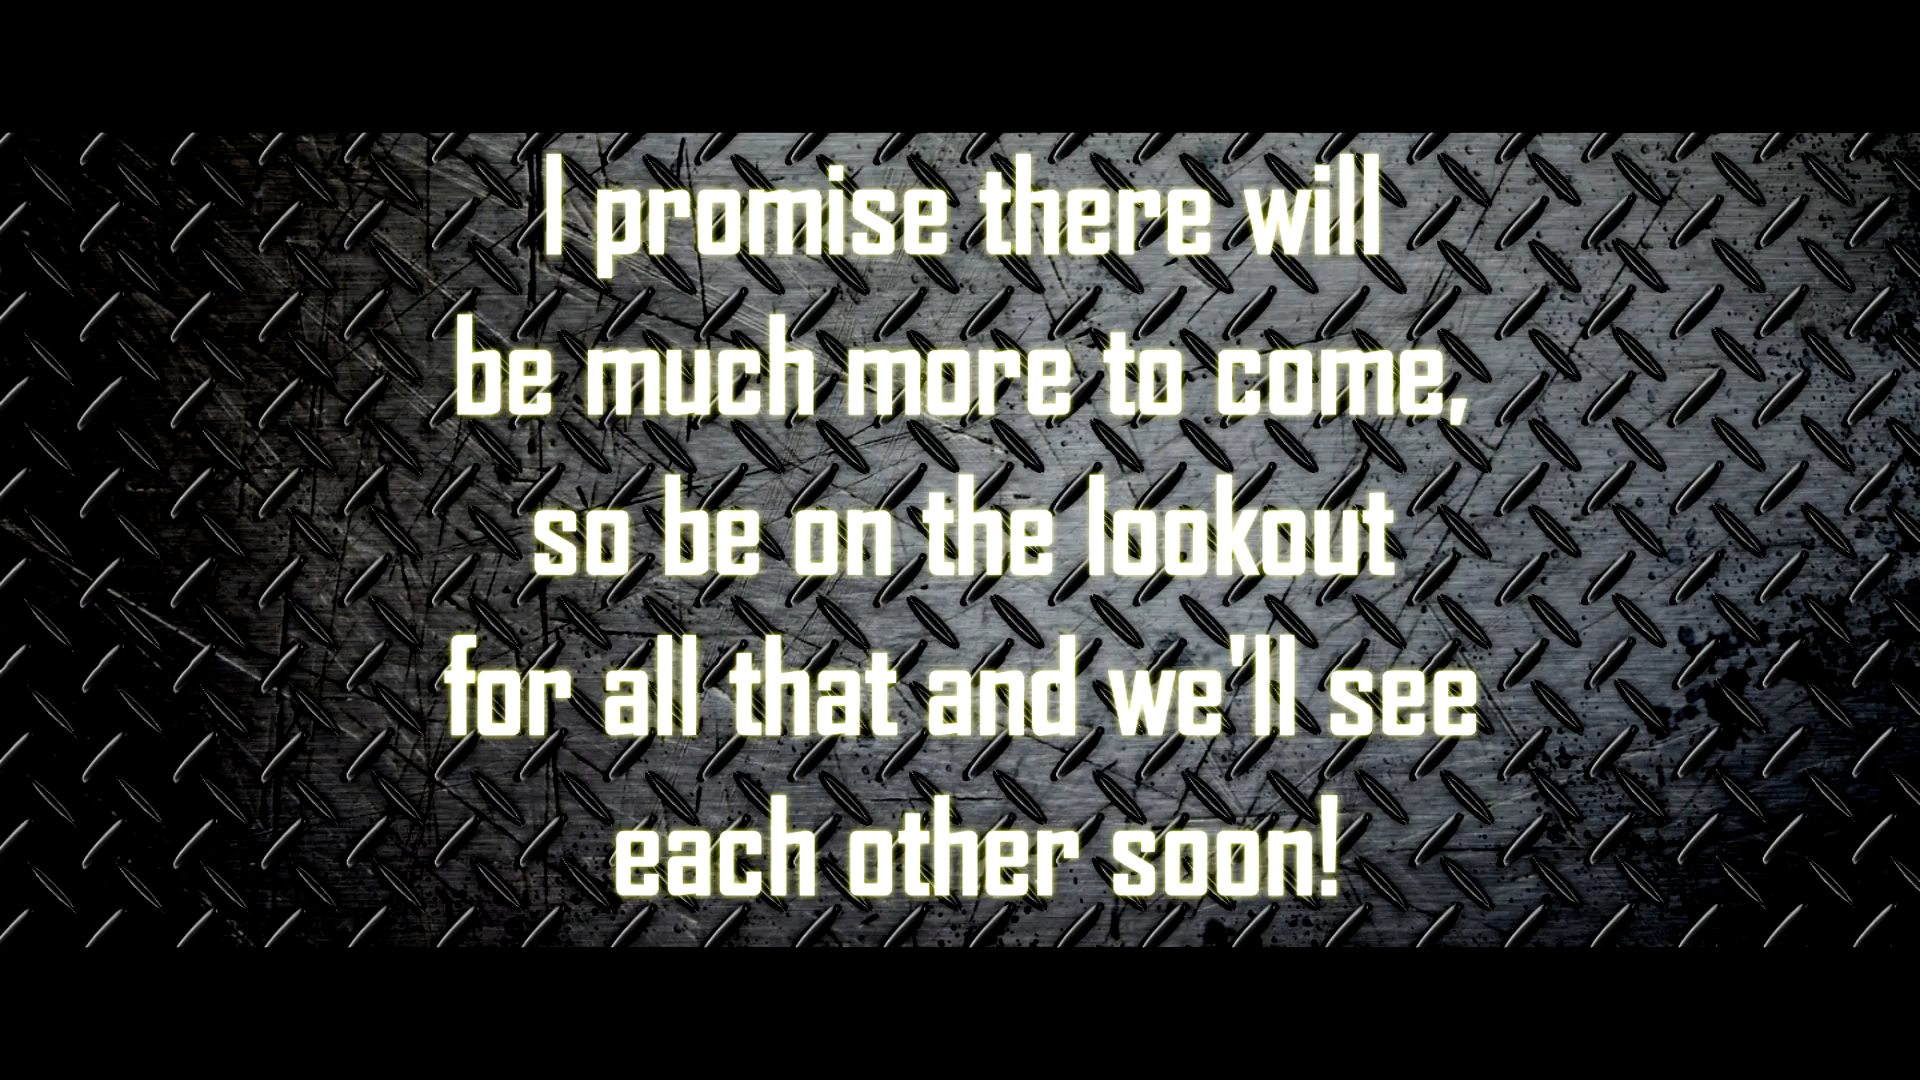 I promise there will
be much more to come,
so be on the lookout
for all that and we'll see
each other soon!